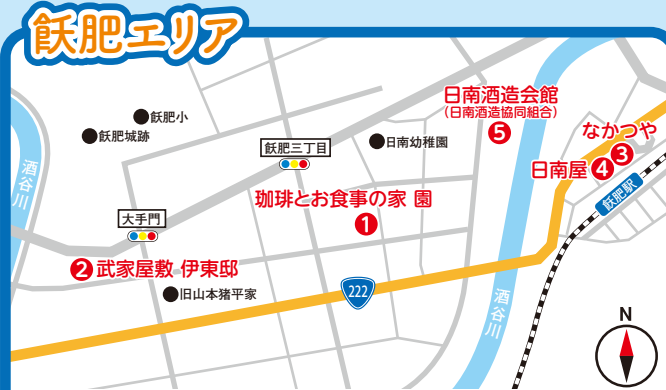 飫肥エリア
飫肥小
飫肥城跡
酒谷川
大手門
飫肥三丁目
日南幼稚園
日南酒造会館
(日南酒造協同組合)
5
なかつや
3
日南屋 4
飫肥駅
珈琲とお食事の家 園
1
2 武家屋敷 伊東邸
旧山本猪平家
222
酒谷川
N